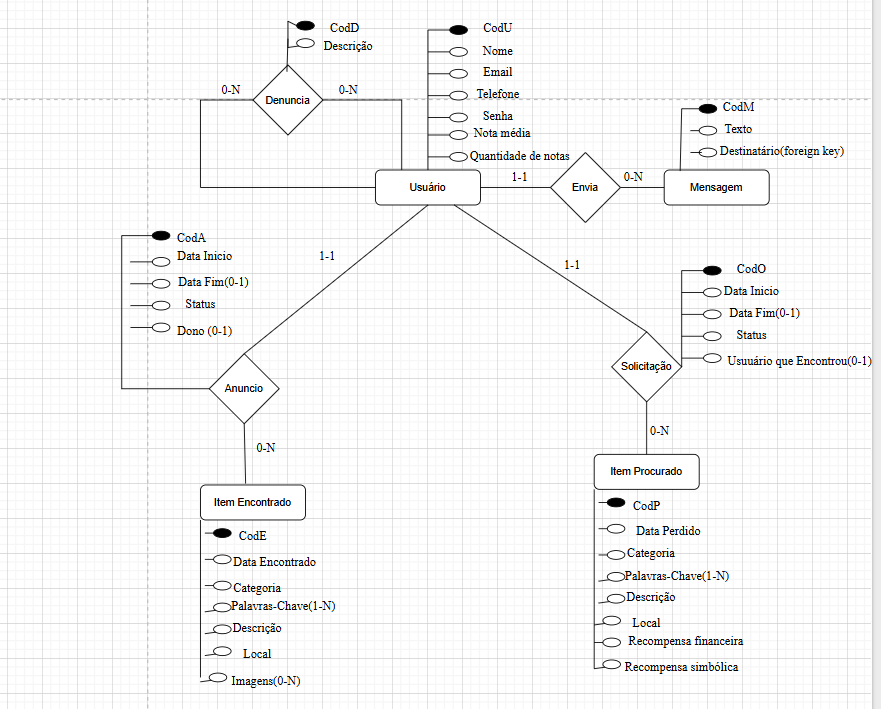 CodD
Descrição
0-N
Denuncia
0-N
CodU
Nome
Email
Telefone
Senha
Nota média
Quantidade de notas
Usuário
1-1
Envia
0-N
Mensagem
CodM
Texto
Destinatário(foreign key)
CodA
Data Inicio
Data Fim(0-1)
Status
Dono (0-1)
1-1
Anuncio
0-N
1-1
Solicitação
0-N
CodO
Data Inicio
Data Fim(0-1)
Status
Usuuário que Encontrou(0-1)
Item Encontrado
CodE
Data Encontrado
Categoria
Palavras-Chave(1-N)
Descrição
Local
Imagens(0-N)
Item Procurado
CodP
Data Perdido
Categoria
Palavras-Chave(1-N)
Descrição
Local
Recompensa financeira
Recompensa simbólica